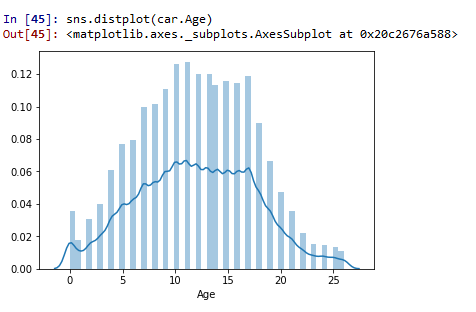 In [45]: sns.distplot(car.Age)
Out[45]: <matplotlib.axes._subplots.AxesSubplot at 0x20c2676a588>
0.12
0.10
0.08
0.06
0.04
0.02
0.00
0 5 10 15 20 25
Age